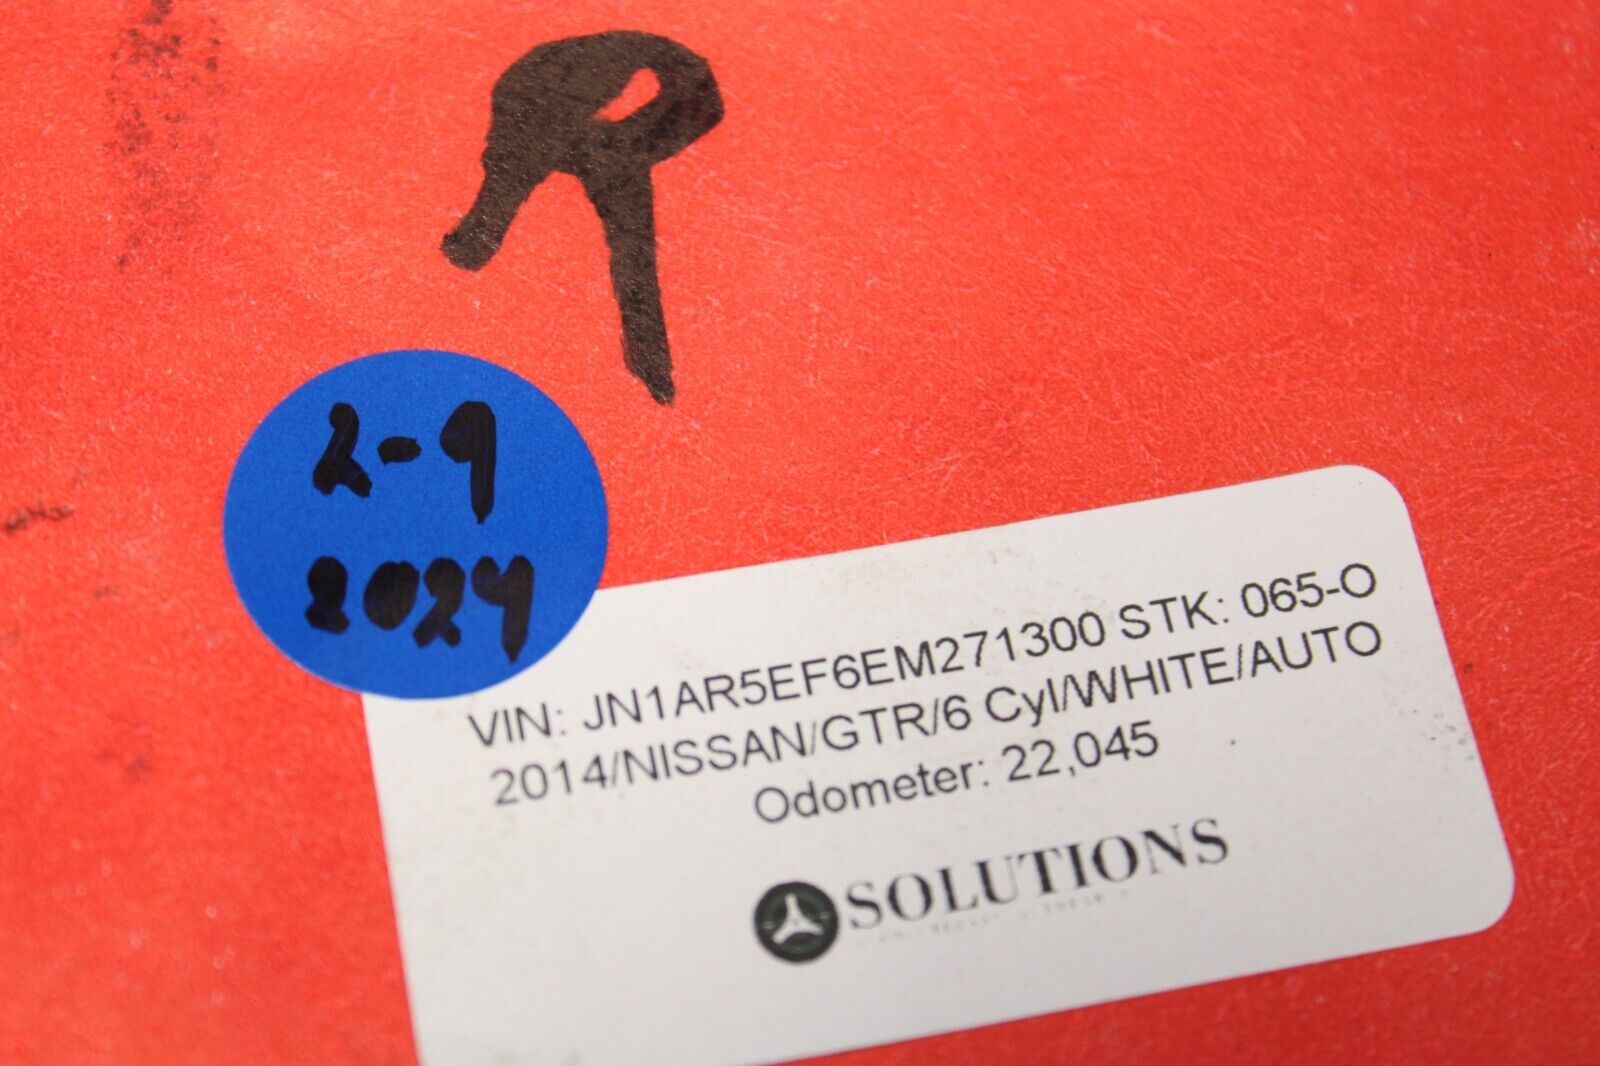 R
2-9
2024
VIN: JN1AR5EF6EM271300 STK: 065-O
2014/NISSAN/GTR/6 Cyl/WHITE/AUTO
Odometer: 22,045
SOLUTIONS